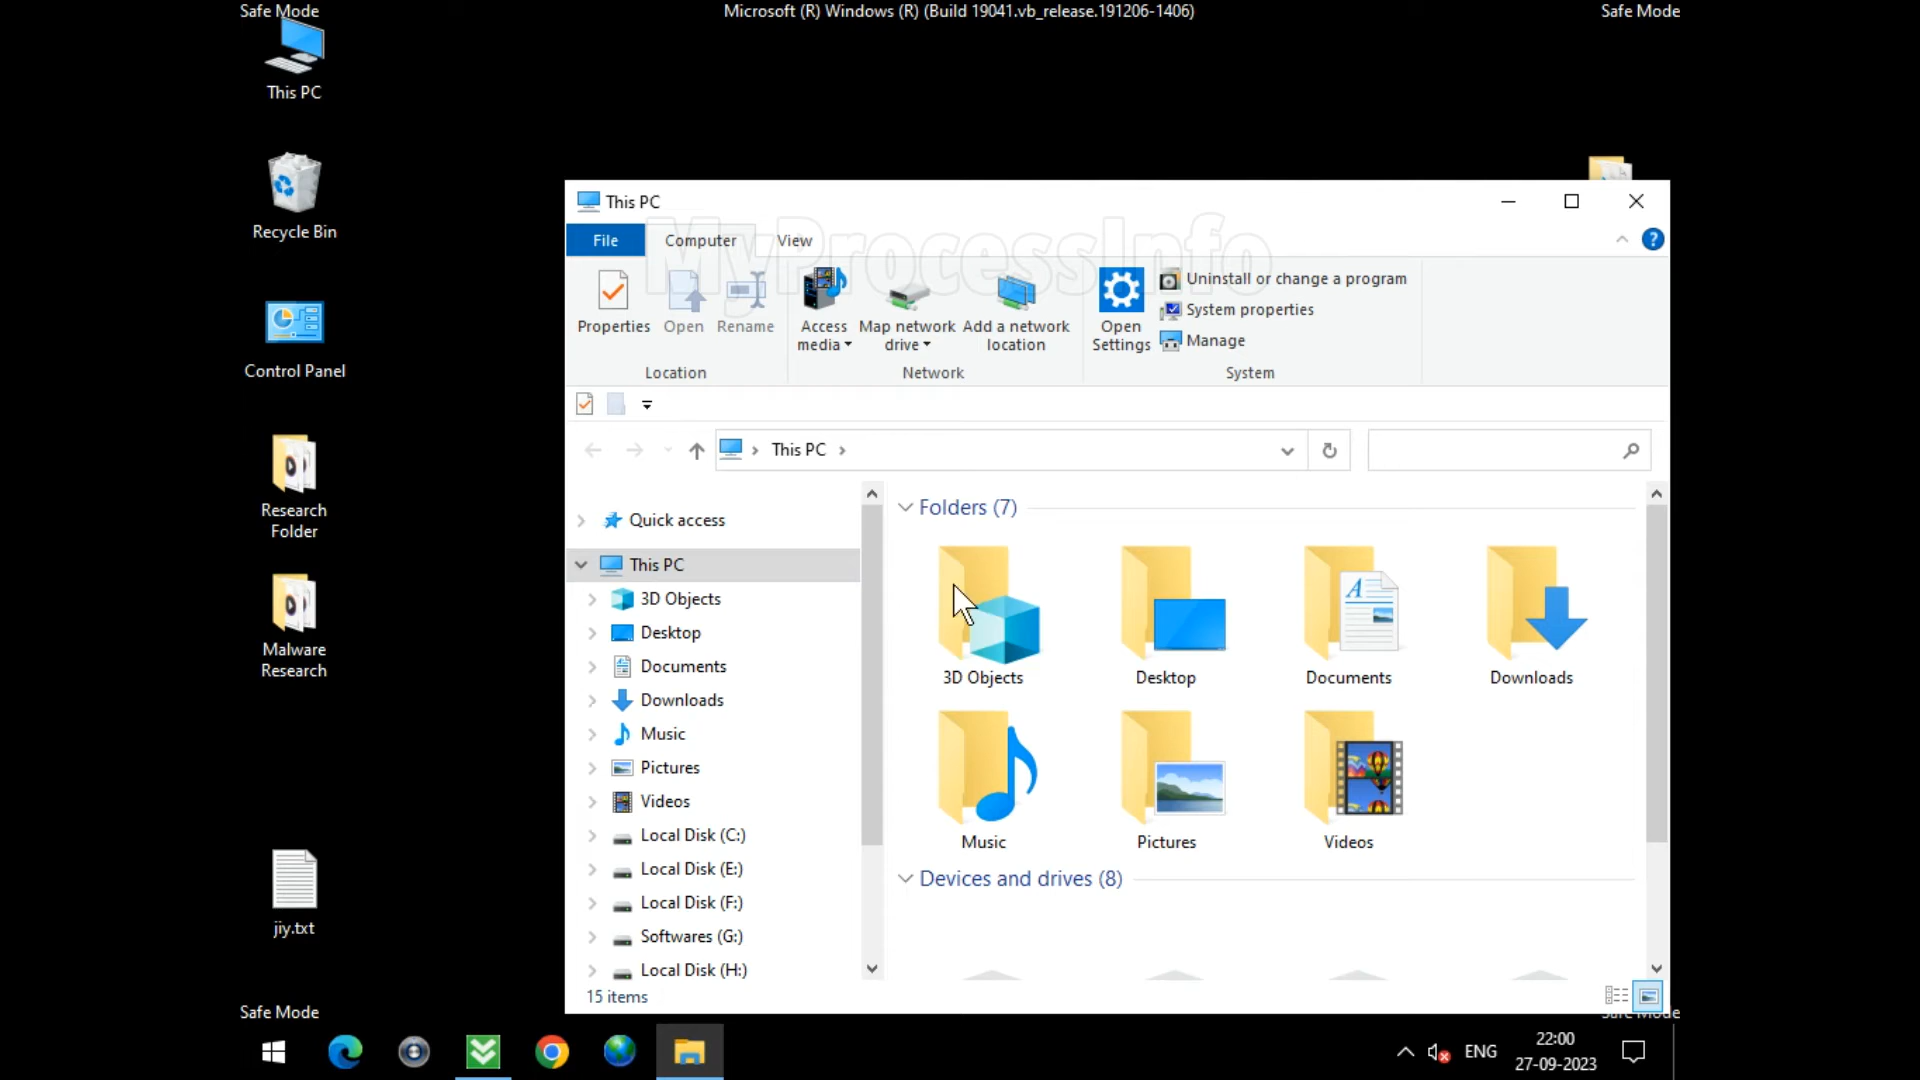 Safe Mode
Microsoft (R) Windows (R) (Build 19041.vb_release.191206-1406)
Safe Mode
This PC
Recycle Bin
Control Panel
Research
Folder
Malware
Research
jiy.txt
This PC
MyProcessInfo
File
Computer
View
?
Properties
Open
Rename
Access
media
Map network
drive
Add a network
location
Open
Settings
Uninstall or change a program
System properties
Manage
Location
Network
System
This PC
Quick access
This PC
3D Objects
Desktop
Documents
Downloads
Music
Pictures
Videos
Local Disk (C:)
Local Disk (E:)
Local Disk (F:)
Softwares (G:)
Local Disk (H:)
Folders (7)
3D Objects
Desktop
Documents
Downloads
Music
Pictures
Videos
Devices and drives (8)
15 items
Safe Mode
Safe Mode
ENG
22:00
27-09-2023